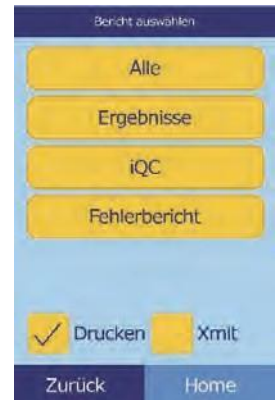 Bericht auswählen
Alle
Ergebnisse
iQC
Fehlerbericht
Drucken Xmit
Zurück Home